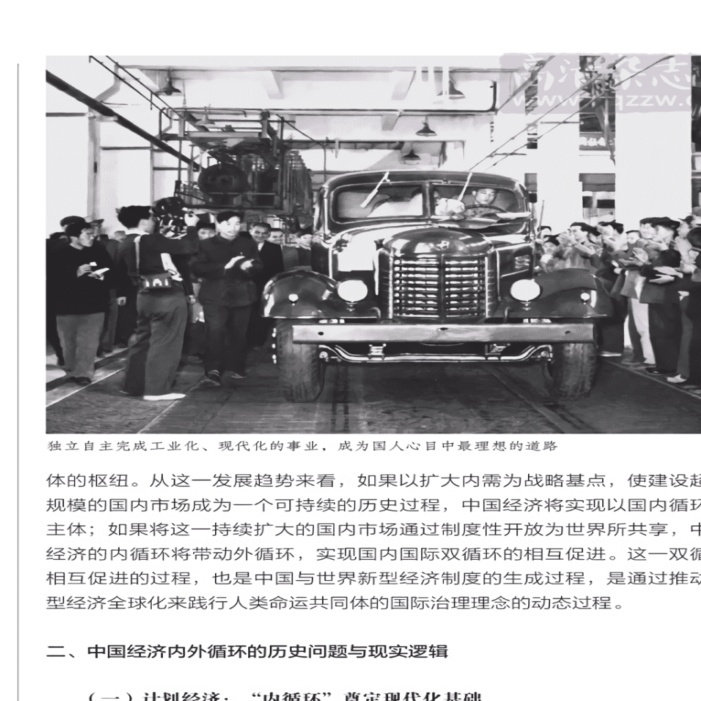 高清杂志
独立自主完成工业化、现代化的事业，成为国人心目中最理想的道路
体的枢纽。从这一发展趋势来看，如果以扩大内需为战略基点，使建设超
规模的国内市场成为一个可持续的历史过程，中国经济将实现以国内循环
主体；如果将这一持续扩大的国内市场通过制度性开放为世界所共享，中
经济的内循环将带动外循环，实现国内国际双循环的相互促进。这一双循
相互促进的过程，也是中国与世界新型经济制度的生成过程，是通过推动
型经济全球化来践行人类命运共同体的国际治理理念的动态过程。
二、中国经济内外循环的历史问题与现实逻辑
（一）计划经济：“内循环”奠定现代化基础